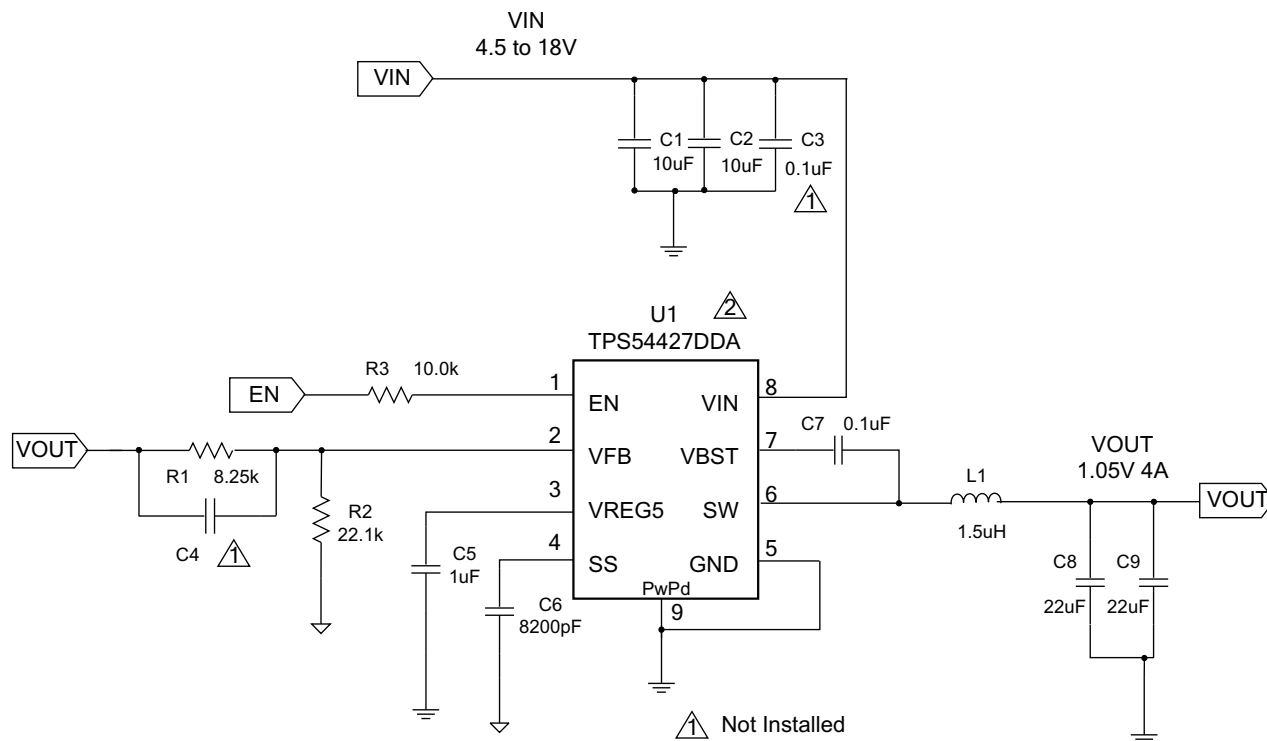 VIN
4.5 to 18V
VIN
C1
10uF
C2
10uF
C3
0.1uF
1
2
U1
TPS54427DDA
EN
R3
10.0k
1
EN
VIN
8
VOUT
R1
8.25k
C4
1
R2
22.1k
2
VFB
VBST
7
C7
0.1uF
3
VREG5
SW
6
L1
1.5uH
VOUT
1.05V 4A
VOUT
4
SS
GND
5
C5
1uF
C6
8200pF
PwPd
9
C8
22uF
C9
22uF
1 Not Installed